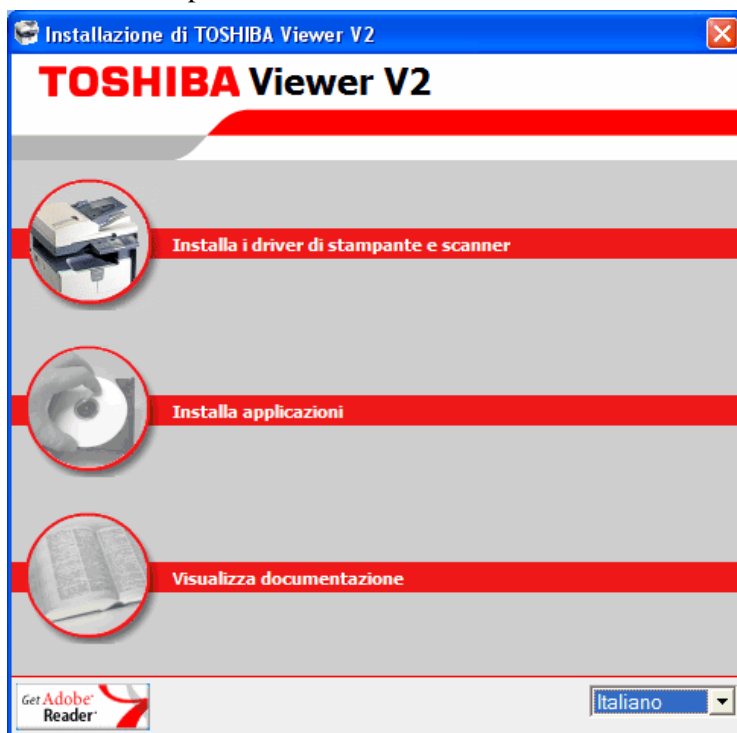 Installazione di TOSHIBA Viewer V2
TOSHIBA Viewer V2
Installa i driver di stampante e scanner
Installa applicazioni
Visualizza documentazione
Get Adobe
Reader
Italiano